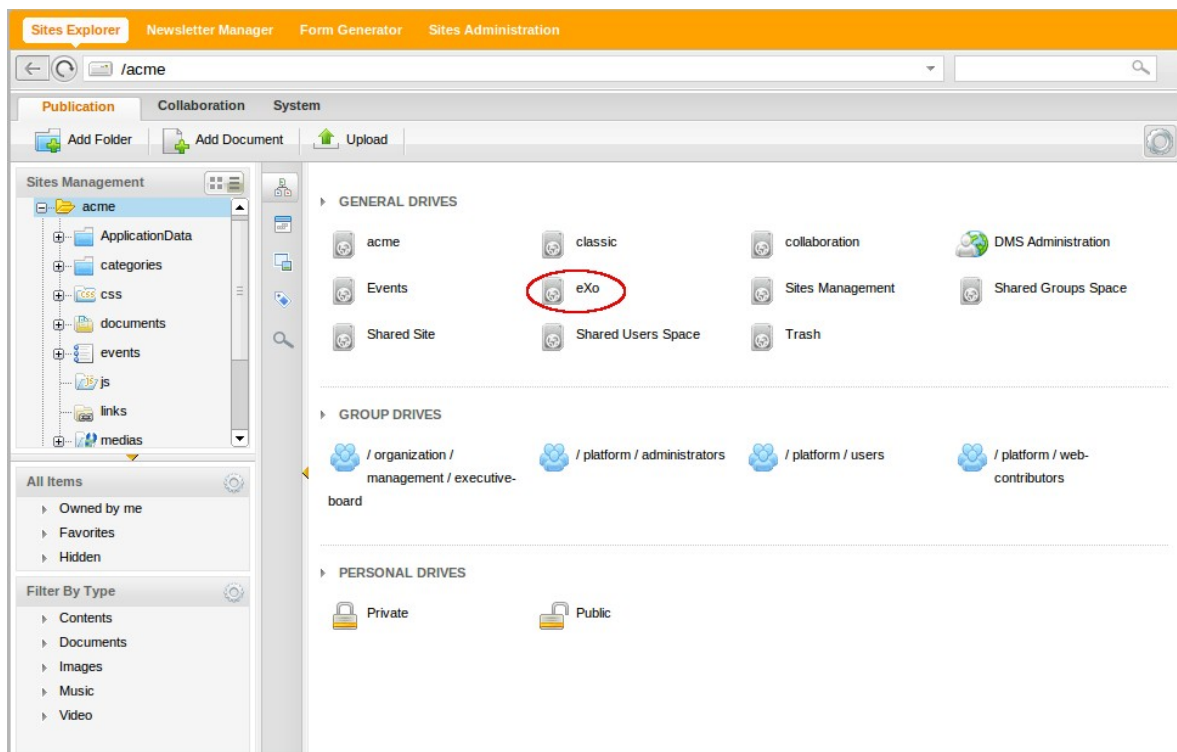 Sites Explorer Newsletter Manager Form Generator Sites Administration
/acme
Publication Collaboration System
Add Folder Add Document Upload
Sites Management
acme
ApplicationData
categories
css
documents
events
js
links
medias
All Items
Owned by me
Favorites
Hidden
Filter By Type
Contents
Documents
Images
Music
Video
GENERAL DRIVES
acme classic collaboration DMS Administration
Events eXo Sites Management Shared Groups Space
Shared Site Shared Users Space Trash
GROUP DRIVES
/ organization /
management / executive-
board
/ platform / administrators
/ platform / users
/ platform / web-
contributors
PERSONAL DRIVES
Private Public